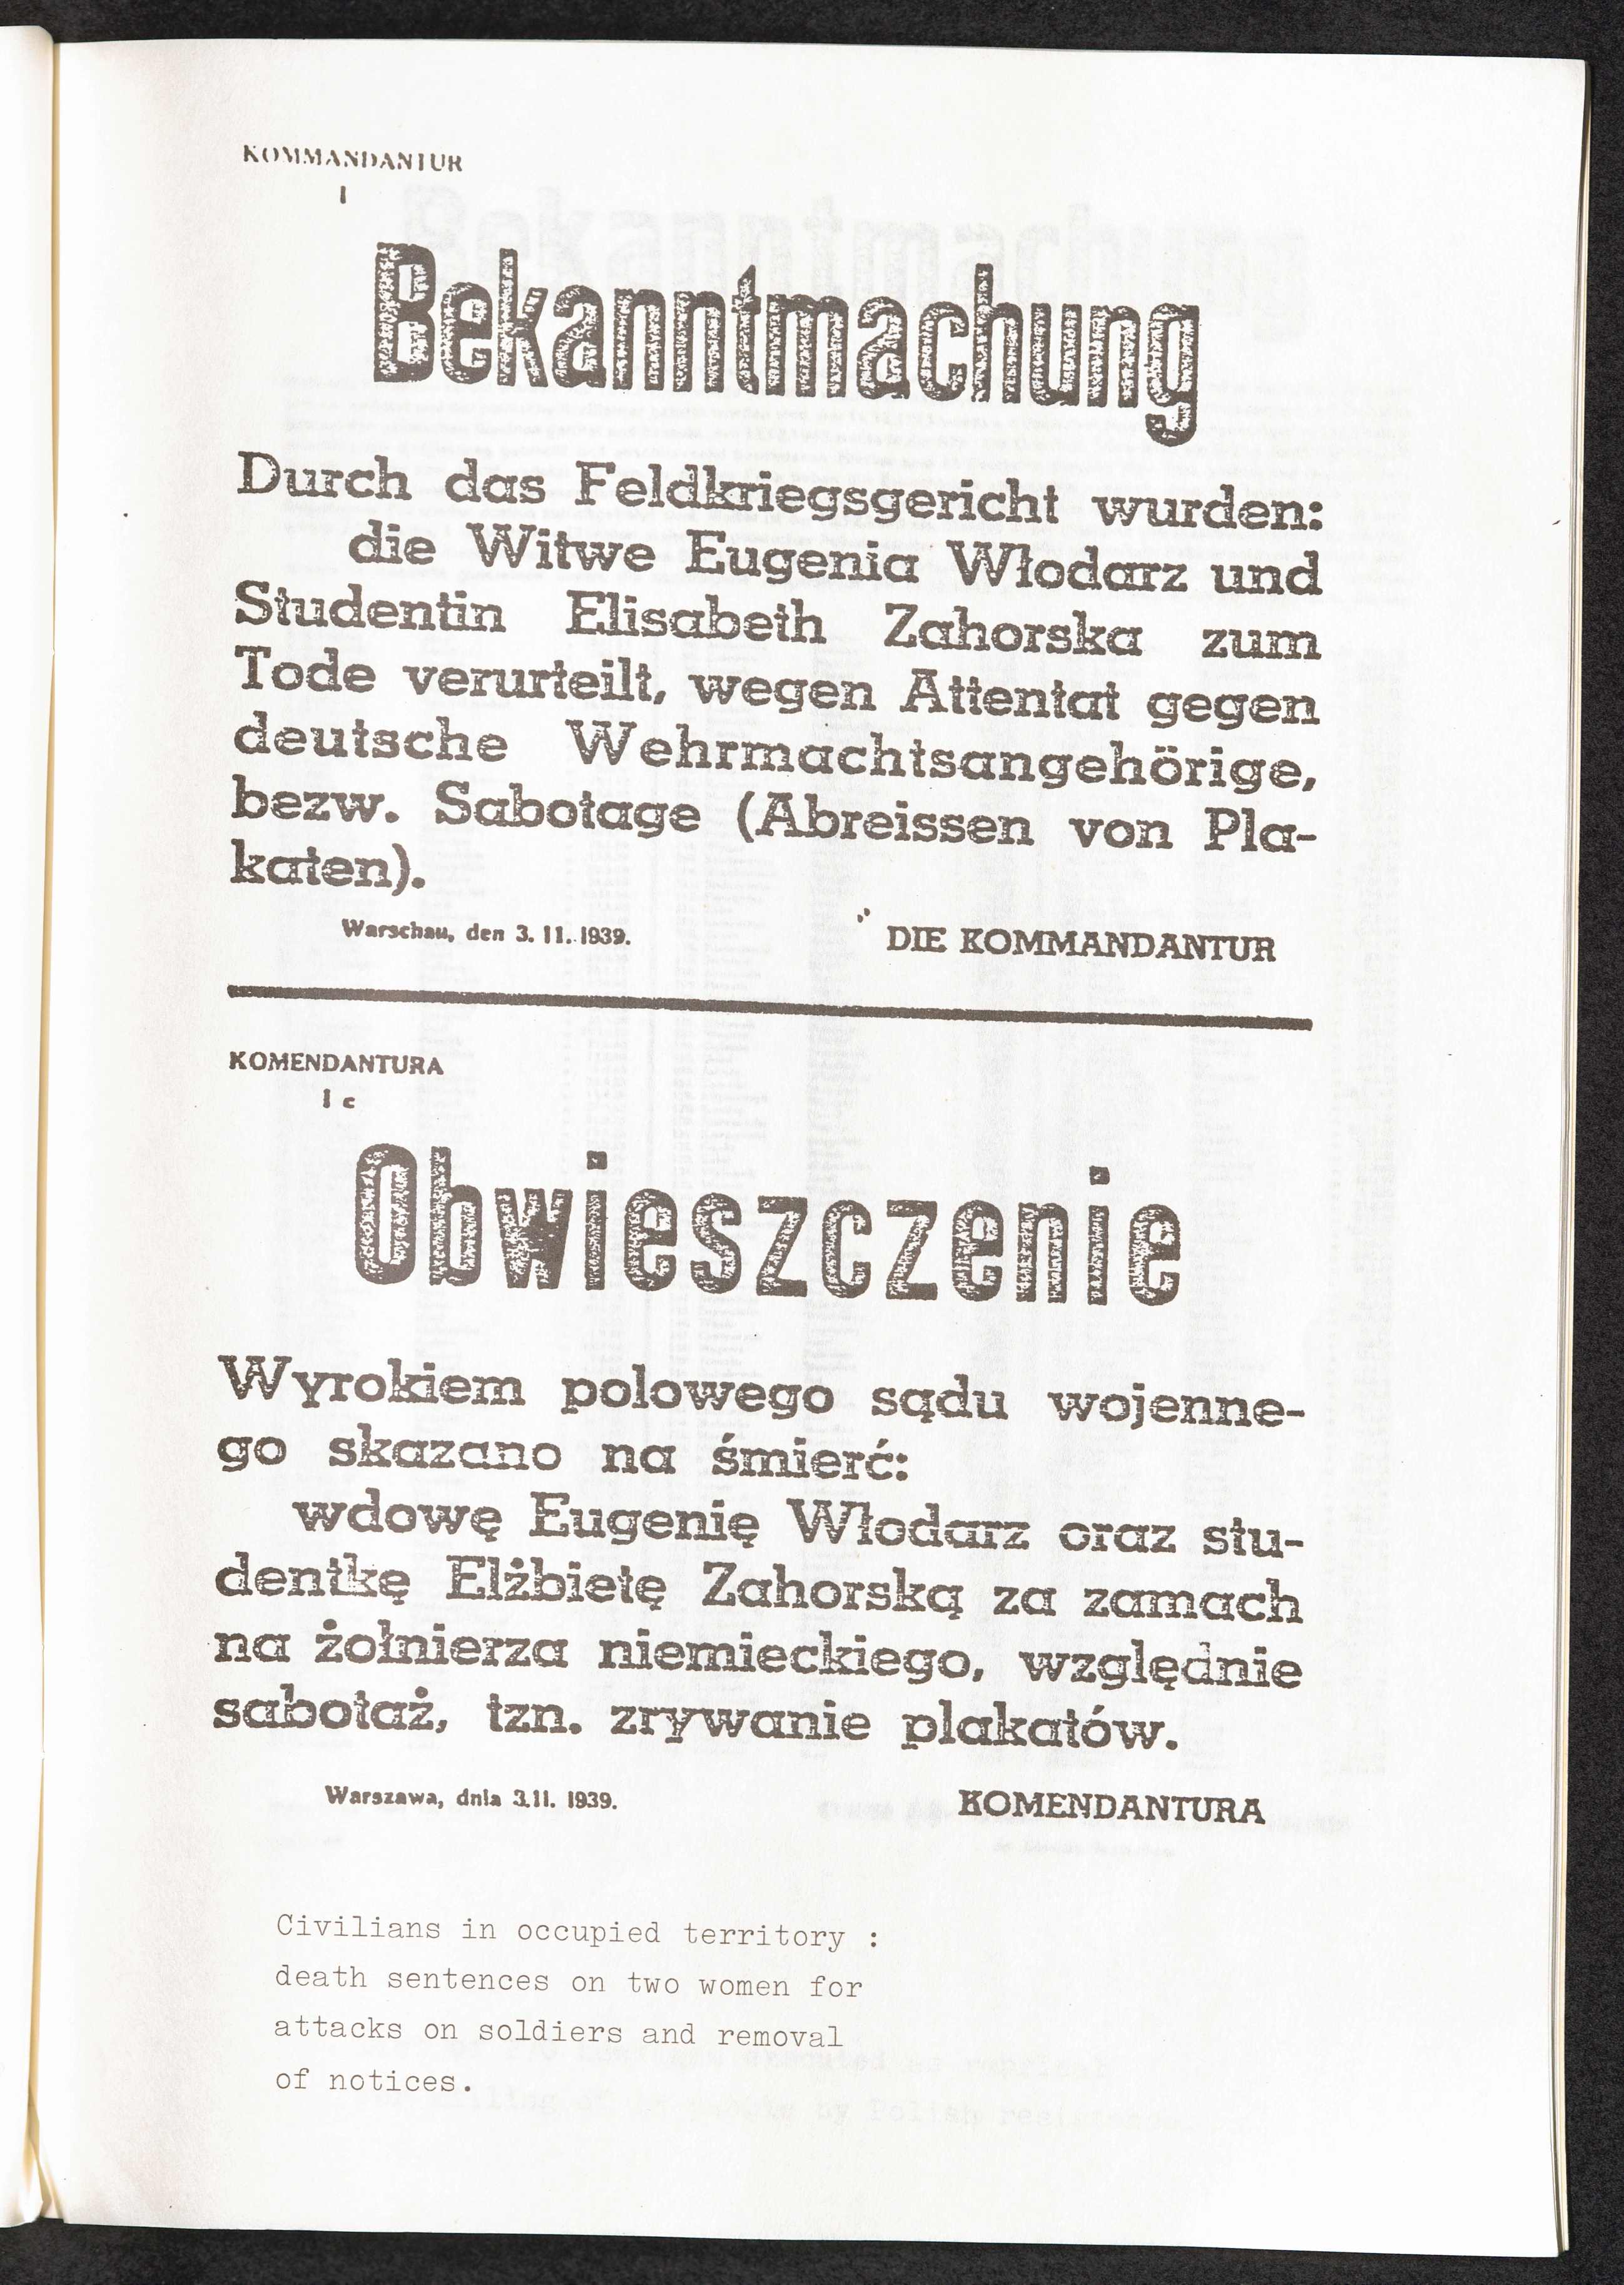 KOMMANDANTUR
I
Bekanntmachung
Durch das Feldkriegsgericht wurden:
die Witwe Eugenia Włodarz und
Studentin Elisabeth Zahorska zum
Tode verurteilt, wegen Attentat gegen
deutsche Wehrmachtsangehörige,
bezw. Sabotage (Abreissen von Pla-
katen).
Warschau, den 3. 11. 1939. DIE KOMMANDANTUR
KOMENDANTURA
I c
Obwieszczenie
Wyrokiem polowego sądu wojenne-
go skazano na śmierć:
wdowę Eugenię Włodarz oraz stu-
dentkę Elżbietę Zahorską za zamach
na żołnierza niemieckiego, względnie
sabotaż, tzn. zrywanie plakatów.
Warszawa, dnia 3.11. 1939. KOMENDANTURA
Civilians in occupied territory :
death sentences on two women for
attacks on soldiers and removal
of notices.